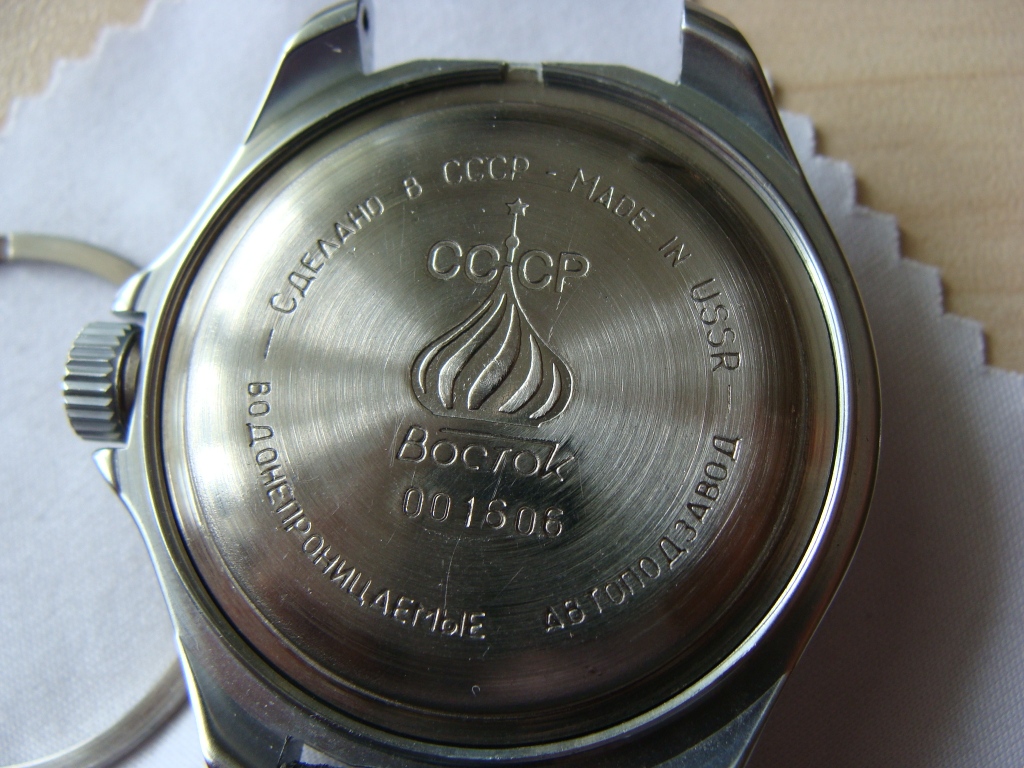 СДЕЛАНО В СССР - MADE IN USSR -
СССР
Восток
001606
ВОДОНЕПРОНИЦАЕМЫЕ
АВТОПОДЗАВОД